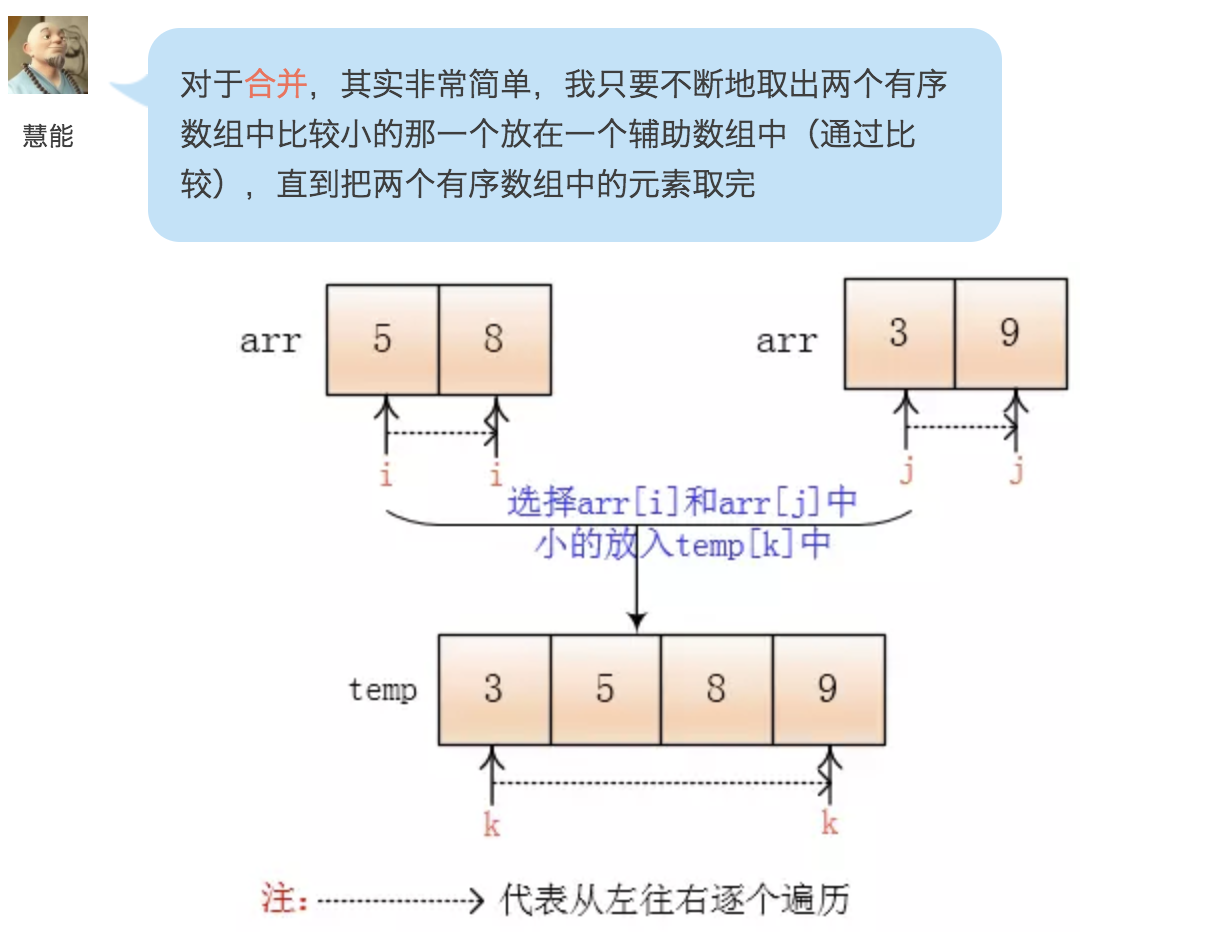 对于合并，其实非常简单，我只要不断地取出两个有序
数组中比较小的那一个放在一个辅助数组中（通过比
较），直到把两个有序数组中的元素取完
慧能
arr 5 8
arr 3 9
i i
j j
选择arr[i]和arr[j]中
小的放入temp[k]中
temp 3 5 8 9
k k
注： 代表从左往右逐个遍历